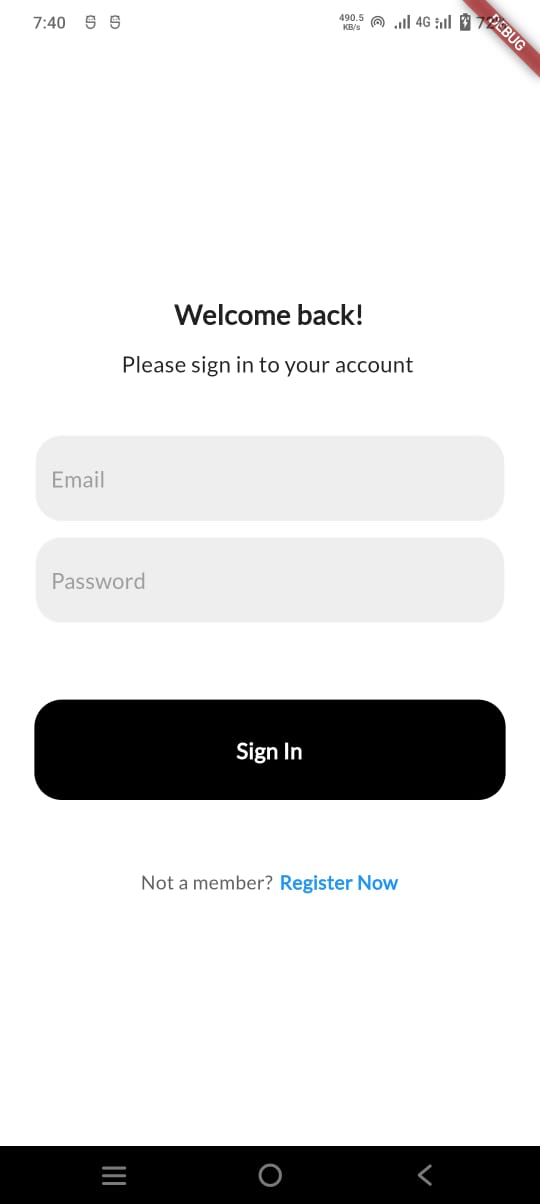 7:40
490.5
KB/s
4G
72%
DEBUG
Welcome back!
Please sign in to your account
Email
Password
Sign In
Not a member? Register Now